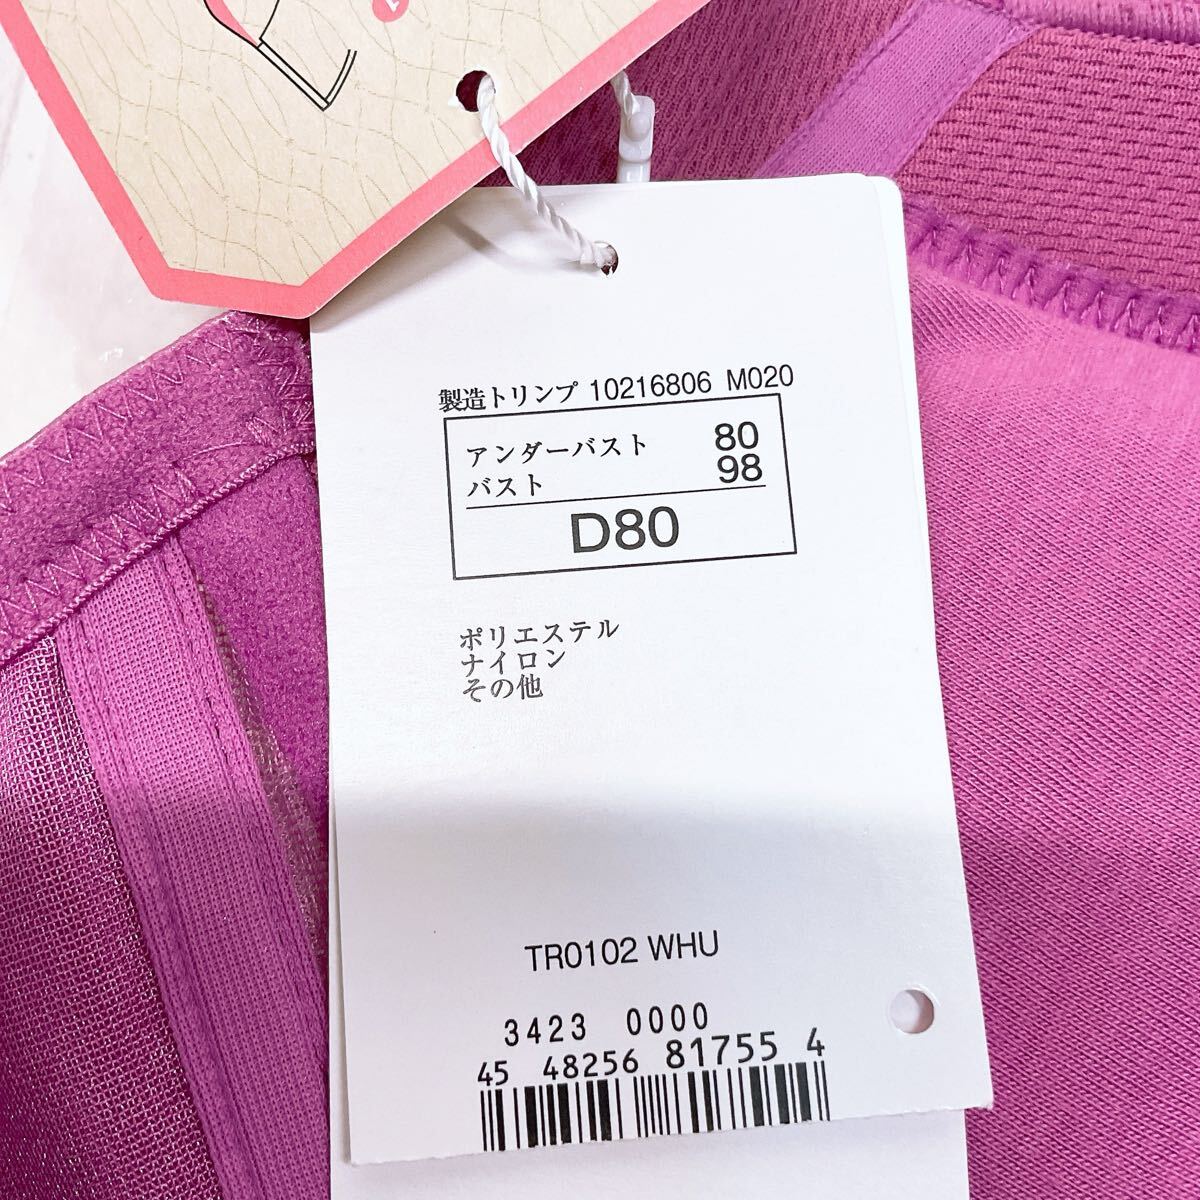 製造トリンプ 10216806 M020
アンダーバスト 80
バスト 98
D80
ポリエステル
ナイロン
その他
TR0102 WHU
3423 0000
45 48256 81755 4